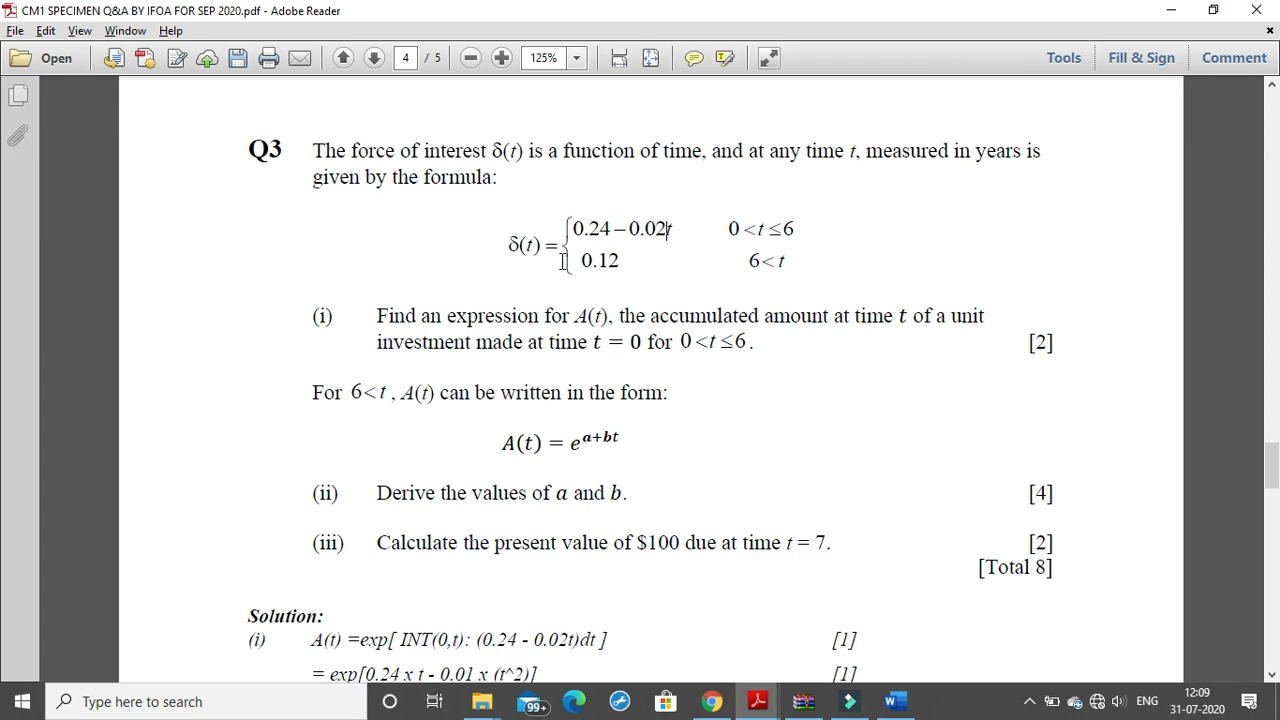 CM1 SPECIMEN Q&A BY IFOA FOR SEP 2020.pdf - Adobe Reader
File Edit View Window Help
Open 4 / 5 125% Tools Fill & Sign Comment
Q3 The force of interest δ(t) is a function of time, and at any time t, measured in years is
given by the formula:
0.24 – 0.02t 0 < t ≤ 6
δ(t) =
0.12 6 < t
(i) Find an expression for A(t), the accumulated amount at time t of a unit
investment made at time t = 0 for 0 < t ≤ 6. [2]
For 6 < t, A(t) can be written in the form:
A(t) = e^{a+bt}
(ii) Derive the values of a and b. [4]
(iii) Calculate the present value of $100 due at time t = 7. [2]
[Total 8]
Solution:
(i) A(t) =exp[ INT(0,t): (0.24 - 0.02t)dt ] [1]
= exp[0.24 x t - 0.01 x (t^2)] [1]
Type here to search 99+ ENG 12:09
31-07-2020